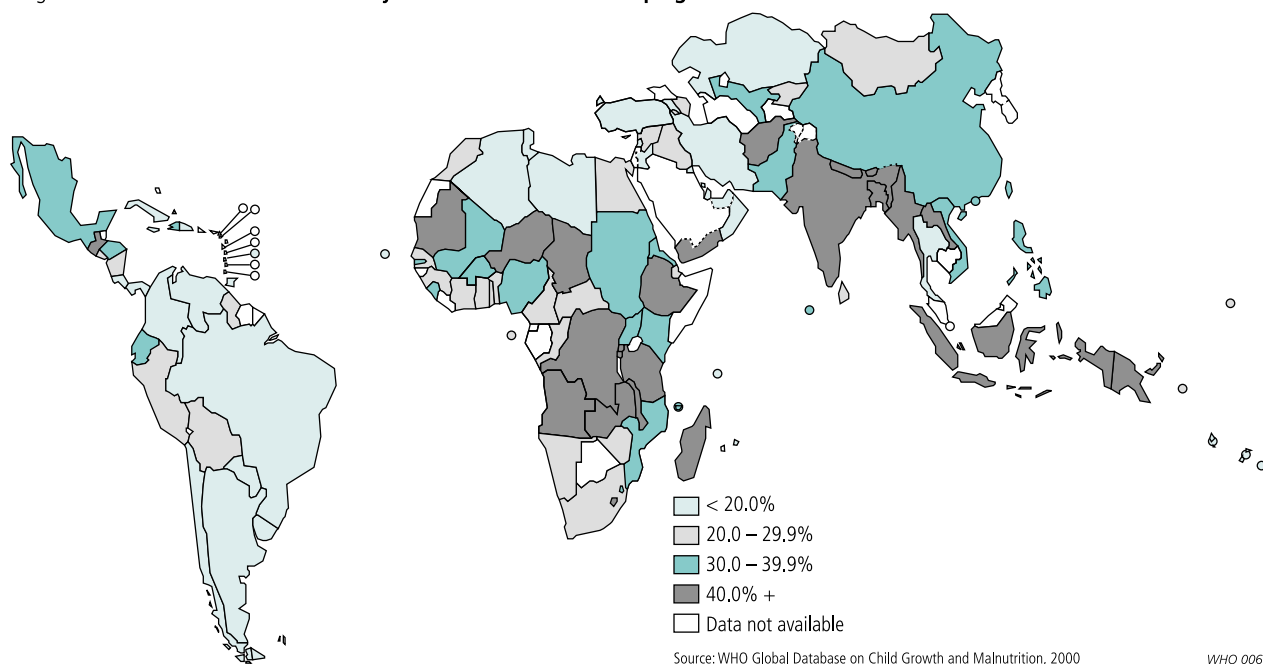 < 20.0%
20.0 – 29.9%
30.0 – 39.9%
40.0% +
Data not available
Source: WHO Global Database on Child Growth and Malnutrition, 2000
WHO 006